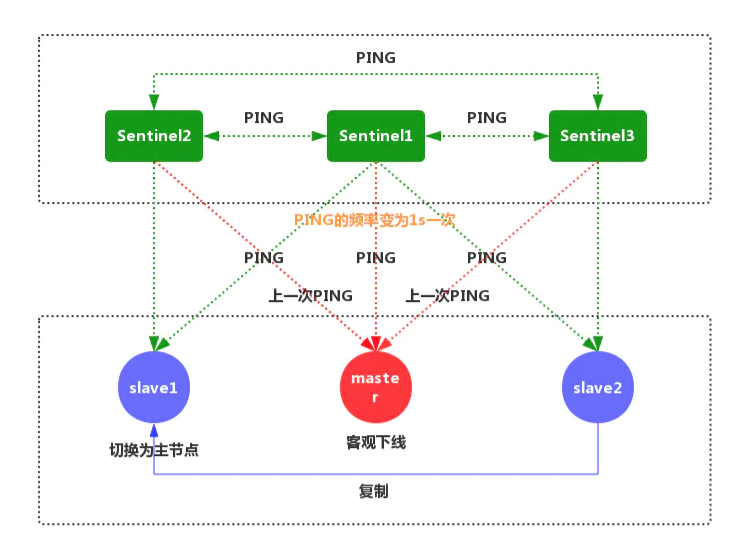 PING
PING
PING
Sentinel2
Sentinel1
Sentinel3
PING的频率变为1s一次
PING
PING
PING
上一次PING
上一次PING
slave1
maste
r
slave2
切换为主节点
客观下线
复制